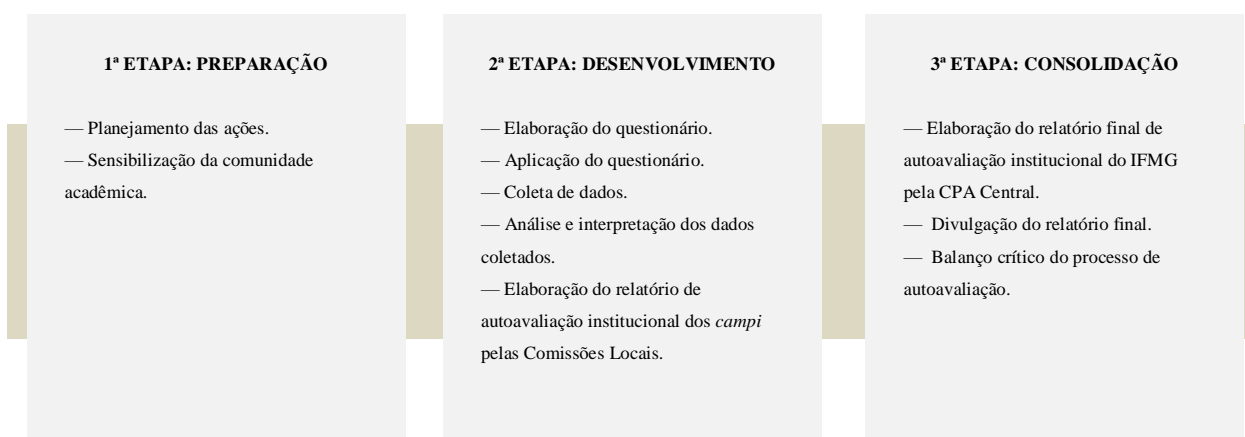 1ª ETAPA: PREPARAÇÃO
— Planejamento das ações.
— Sensibilização da comunidade
acadêmica.
2ª ETAPA: DESENVOLVIMENTO
— Elaboração do questionário.
— Aplicação do questionário.
— Coleta de dados.
— Análise e interpretação dos dados
coletados.
— Elaboração do relatório de
autoavaliação institucional dos campi
pelas Comissões Locais.
3ª ETAPA: CONSOLIDAÇÃO
— Elaboração do relatório final de
autoavaliação institucional do IFMG
pela CPA Central.
— Divulgação do relatório final.
— Balanço crítico do processo de
autoavaliação.